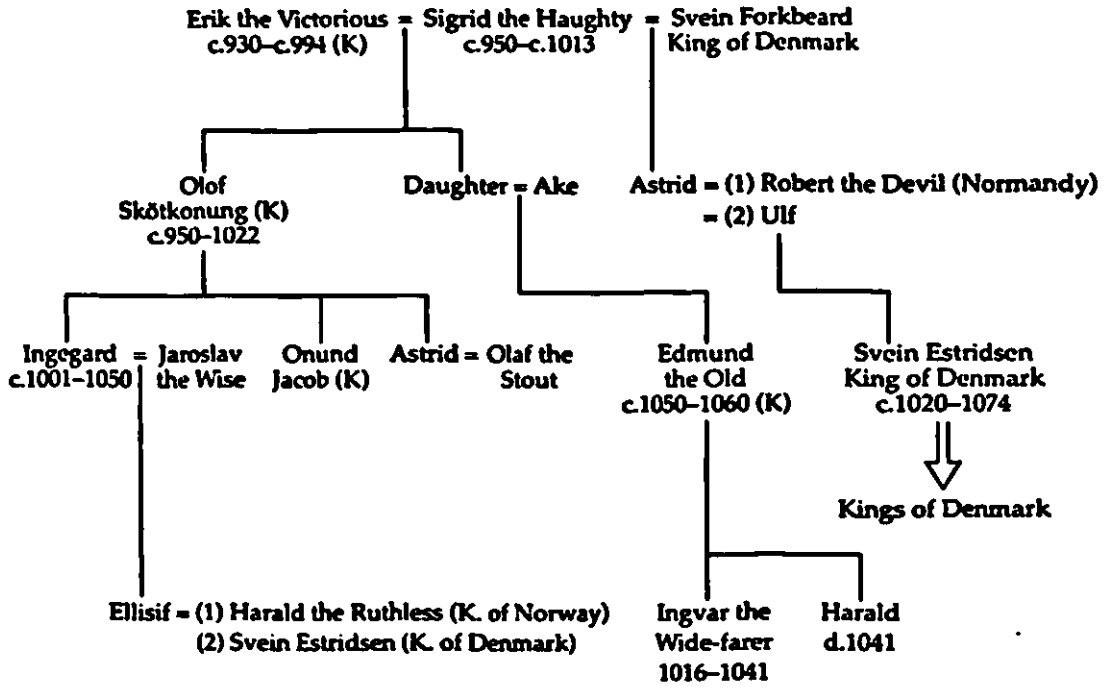 Erik the Victorious = Sigrid the Haughty = Svein Forkbeard
c.930–c.994 (K) c.950–c.1013 King of Denmark
Olof
Skötkonung (K)
c.950–1022
Daughter = Ake
Astrid = (1) Robert the Devil (Normandy)
= (2) Ulf
Ingegard = Jaroslav
c.1001–1050 the Wise
Onund
Jacob (K)
Astrid = Olaf the
Stout
Edmund
the Old
c.1050–1060 (K)
Svein Estridsen
King of Denmark
c.1020–1074
Kings of Denmark
Ellisif = (1) Harald the Ruthless (K. of Norway)
(2) Svein Estridsen (K. of Denmark)
Ingvar the
Wide-farer
1016–1041
Harald
d.1041